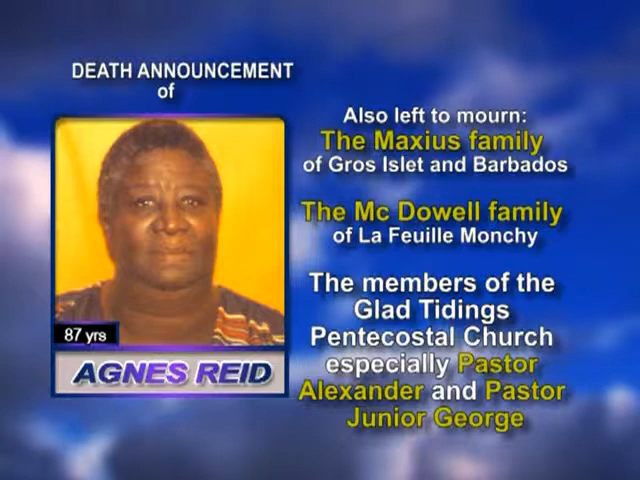 DEATH ANNOUNCEMENT
of
87 yrs
AGNES REID
Also left to mourn:
The Maxius family
of Gros Islet and Barbados
The Mc Dowell family
of La Feuille Monchy
The members of the
Glad Tidings
Pentecostal Church
especially Pastor
Alexander and Pastor
Junior George